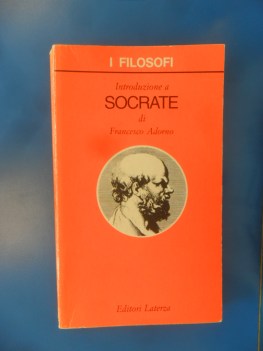 I FILOSOFI
Introduzione a
SOCRATE
di
Francesco Adorno
Editori Laterza